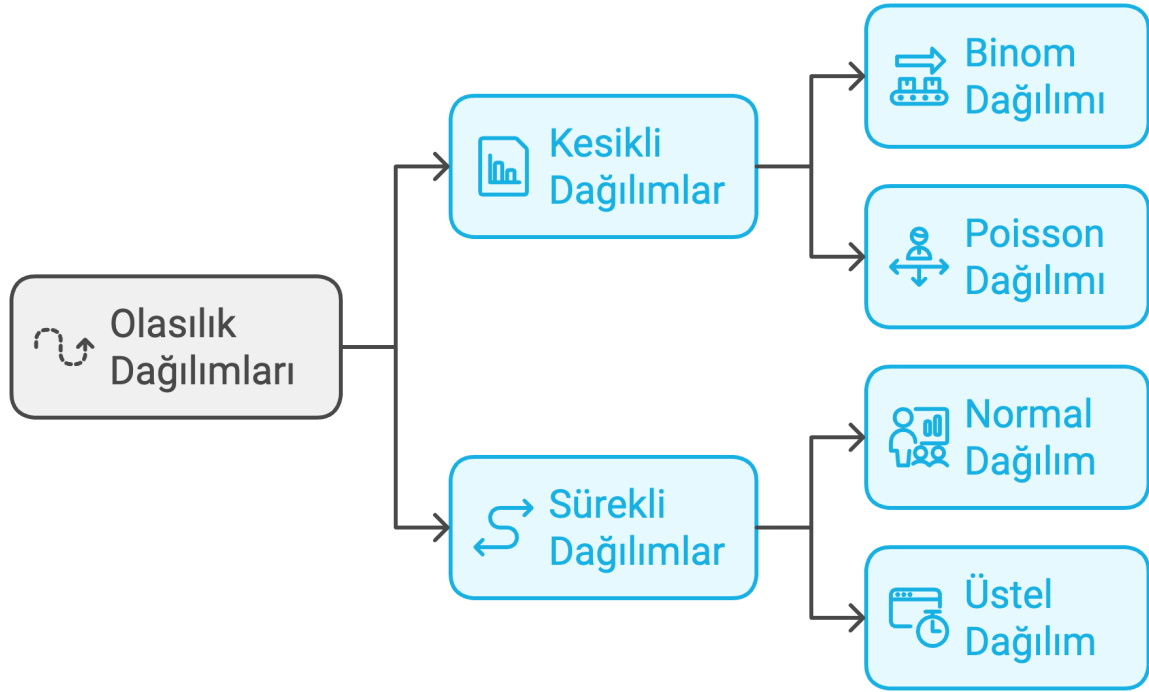 Olasılık
Dağılımları
Kesikli
Dağılımlar
Binom
Dağılımı
Poisson
Dağılımı
Sürekli
Dağılımlar
Normal
Dağılım
Üstel
Dağılım